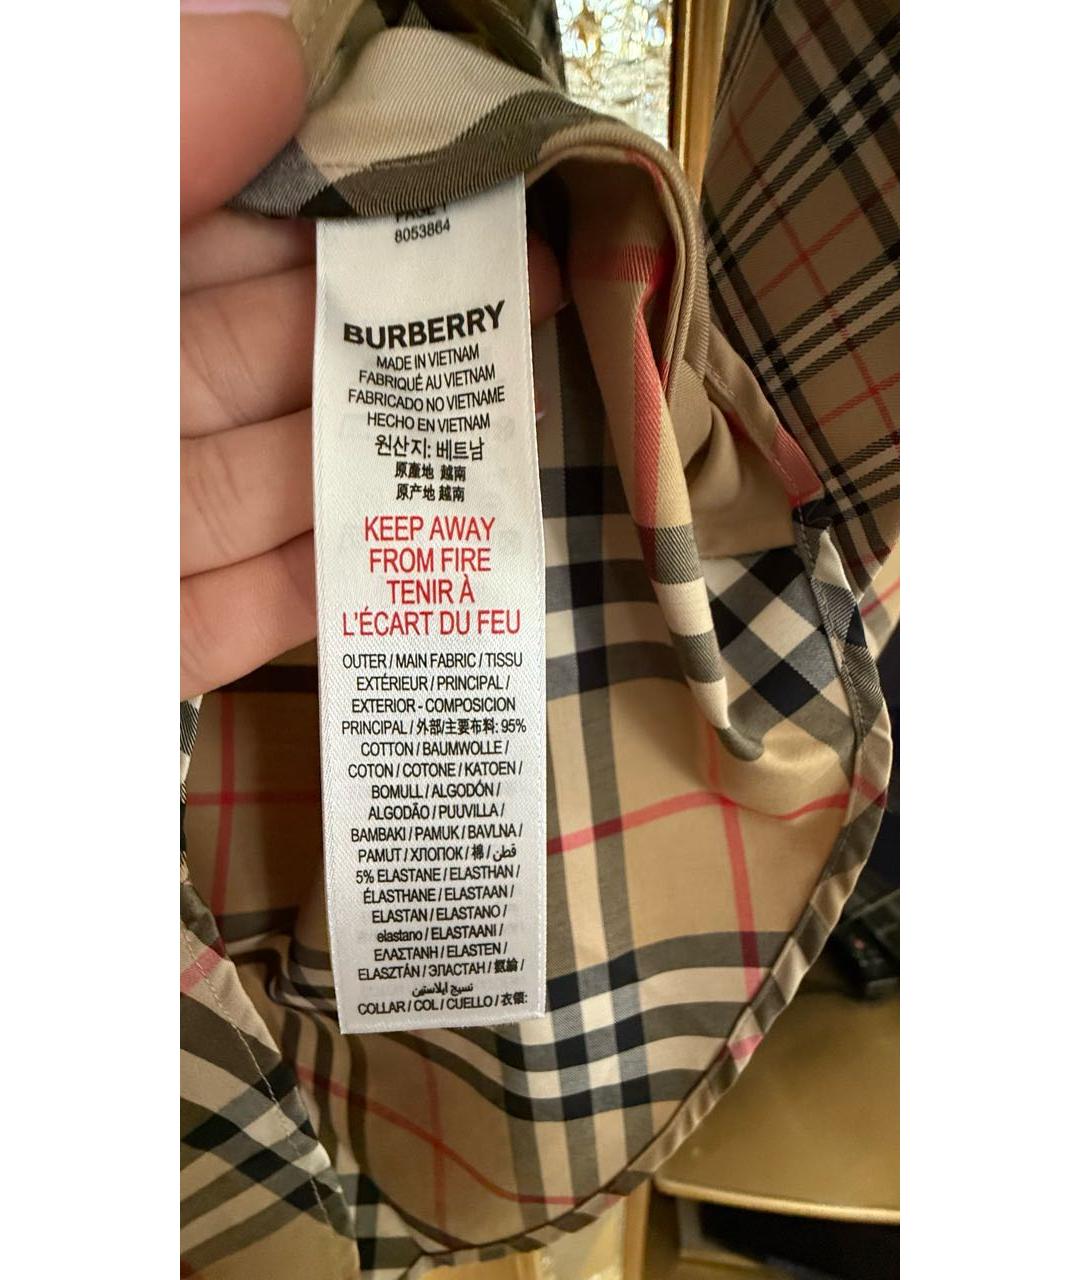 PAGE 1
8053864
BURBERRY
MADE IN VIETNAM
FABRIQUÉ AU VIETNAM
FABRICADO NO VIETNAME
HECHO EN VIETNAM
원산지: 베트남
原產地 越南
原产地 越南
KEEP AWAY
FROM FIRE
TENIR À
L'ÉCART DU FEU
OUTER / MAIN FABRIC / TISSU
EXTÉRIEUR / PRINCIPAL /
EXTERIOR - COMPOSICION
PRINCIPAL / 外部/主要布料: 95%
COTTON / BAUMWOLLE /
COTON / COTONE / KATOEN /
BOMULL / ALGODÓN /
ALGODÃO / PUUVILLA /
BAMBAKI / PAMUK / BAVLNA /
PAMUT / ХЛОПОК / 棉 / قطن
5% ELASTANE / ELASTHAN /
ÉLASTHANE / ELASTAAN /
ELASTAN / ELASTANO /
elastano / ELASTAANI /
ΕΛΑΣΤΑΝΗ / ELASTEN /
ELASZTÁN / ЭЛАСТАН / 氨綸 /
نسيج ايلاستين
COLLAR / COL / CUELLO / 衣領: